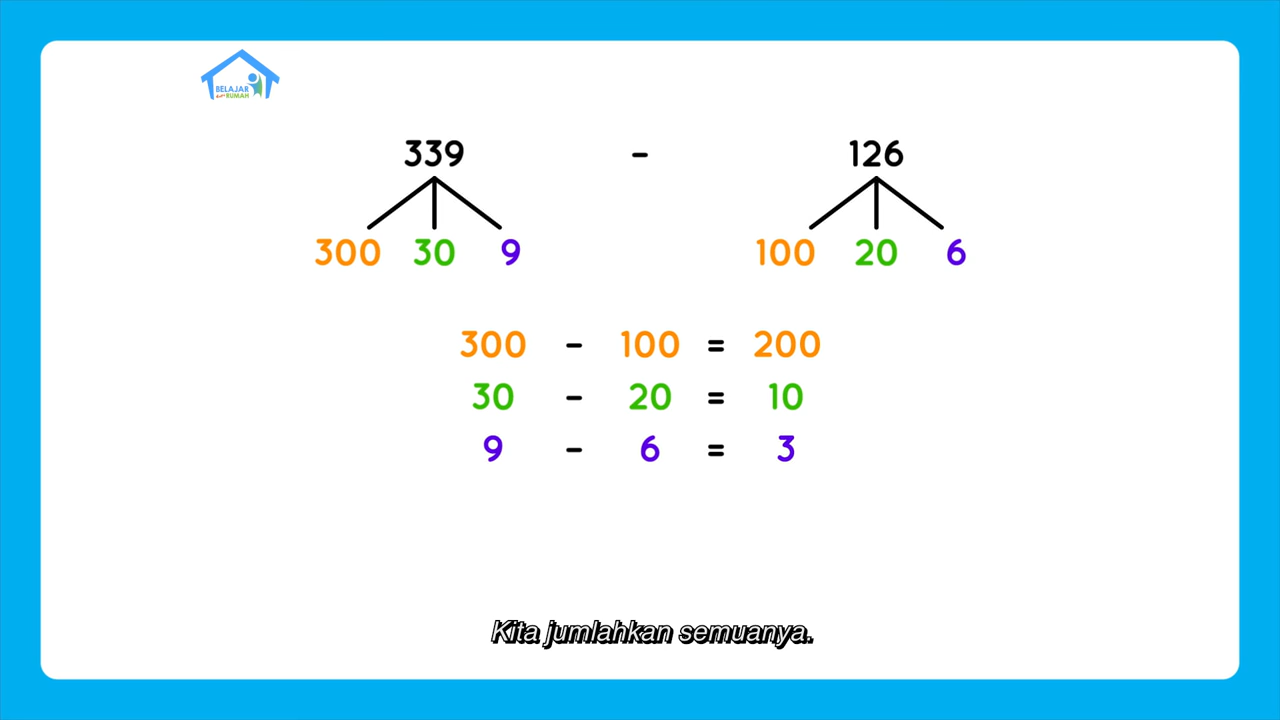 BELAJAR
dari RUMAH
339 - 126
300 30 9 100 20 6
300 - 100 = 200
30 - 20 = 10
9 - 6 = 3
Kita jumlahkan semuanya.